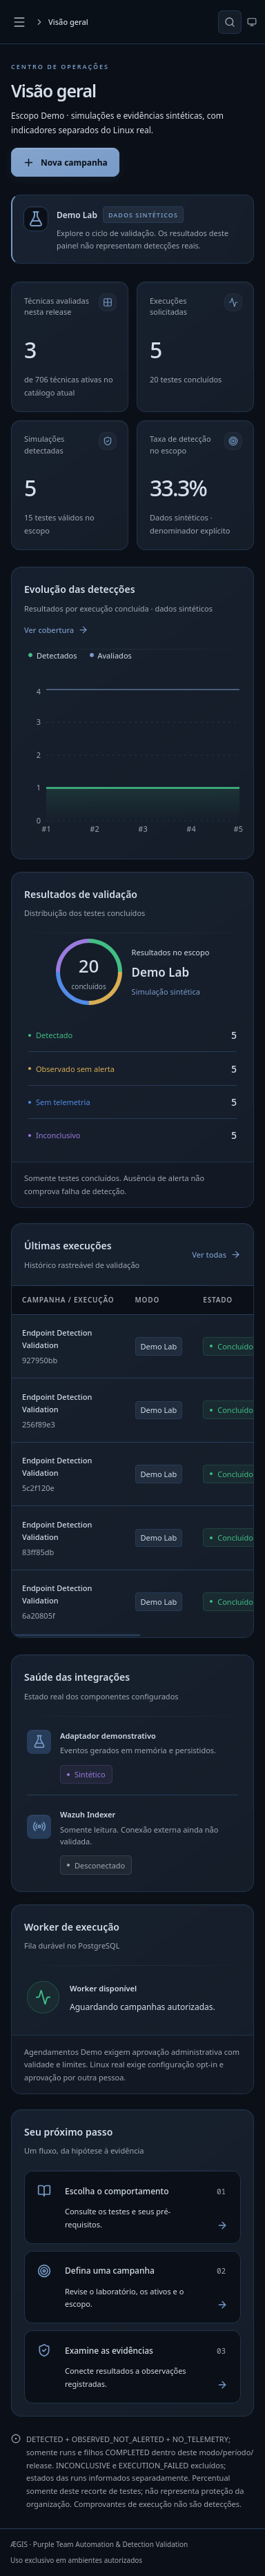 Visão geral
CENTRO DE OPERAÇÕES
Visão geral
Escopo Demo · simulações e evidências sintéticas, com
indicadores separados do Linux real.
Nova campanha
Demo Lab
DADOS SINTÉTICOS
Explore o ciclo de validação. Os resultados deste
painel não representam detecções reais.
Técnicas avaliadas
nesta release
3
de 706 técnicas ativas no
catálogo atual
Execuções
solicitadas
5
20 testes concluídos
Simulações
detectadas
5
15 testes válidos no
escopo
Taxa de detecção
no escopo
33.3%
Dados sintéticos ·
denominador explícito
Evolução das detecções
Resultados por execução concluída · dados sintéticos
Ver cobertura
Detectados
Avaliados
4
3
2
1
0
#1
#2
#3
#4
#5
Resultados de validação
Distribuição dos testes concluídos
20
concluídos
Resultados no escopo
Demo Lab
Simulação sintética
Detectado
5
Observado sem alerta
5
Sem telemetria
5
Inconclusivo
5
Somente testes concluídos. Ausência de alerta não
comprova falha de detecção.
Últimas execuções
Histórico rastreável de validação
Ver todas
CAMPANHA / EXECUÇÃO
MODO
ESTADO
Endpoint Detection
Validation
927950bb
Demo Lab
Concluído
Endpoint Detection
Validation
256f89e3
Demo Lab
Concluído
Endpoint Detection
Validation
5c2f120e
Demo Lab
Concluído
Endpoint Detection
Validation
83ff85db
Demo Lab
Concluído
Endpoint Detection
Validation
6a20805f
Demo Lab
Concluído
Saúde das integrações
Estado real dos componentes configurados
Adaptador demonstrativo
Eventos gerados em memória e persistidos.
Sintético
Wazuh Indexer
Somente leitura. Conexão externa ainda não
validada.
Desconectado
Worker de execução
Fila durável no PostgreSQL
Worker disponível
Aguardando campanhas autorizadas.
Agendamentos Demo exigem aprovação administrativa com
validade e limites. Linux real exige configuração opt-in e
aprovação por outra pessoa.
Seu próximo passo
Um fluxo, da hipótese à evidência
Escolha o comportamento
01
Consulte os testes e seus pré-
requisitos.
Defina uma campanha
02
Revise o laboratório, os ativos e o
escopo.
Examine as evidências
03
Conecte resultados a observações
registradas.
DETECTED + OBSERVED_NOT_ALERTED + NO_TELEMETRY;
somente runs e filhos COMPLETED dentro deste modo/período/
release. INCONCLUSIVE e EXECUTION_FAILED excluídos;
estados das runs informados separadamente. Percentual
somente deste recorte de testes; não representa proteção da
organização. Comprovantes de execução não são detecções.
ÆGIS · Purple Team Automation & Detection Validation
Uso exclusivo em ambientes autorizados